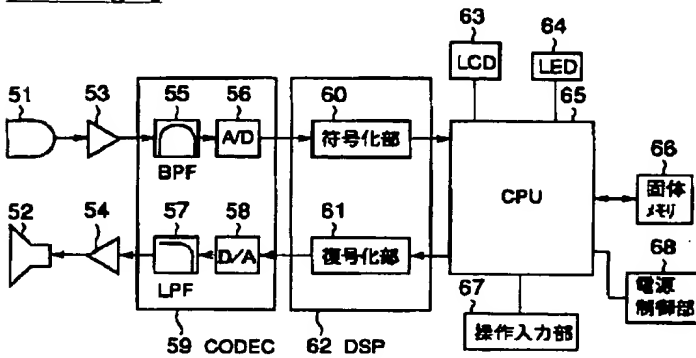 63
64
LCD
LED
51
53
55
56
60
65
A/D
符号化部
BPF
66
CPU
固体
メモリ
52
54
57
58
61
D/A
復号化部
68
LPF
67
電源
制御部
59 CODEC
62 DSP
操作入力部